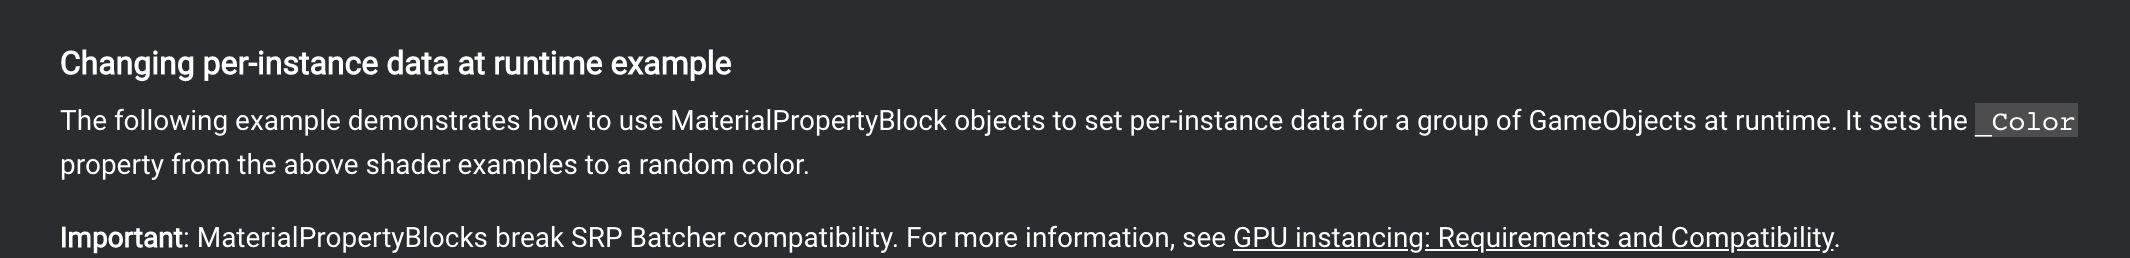 Changing per-instance data at runtime example
The following example demonstrates how to use MaterialPropertyBlock objects to set per-instance data for a group of GameObjects at runtime. It sets the _Color
property from the above shader examples to a random color.
Important: MaterialPropertyBlocks break SRP Batcher compatibility. For more information, see GPU instancing: Requirements and Compatibility.